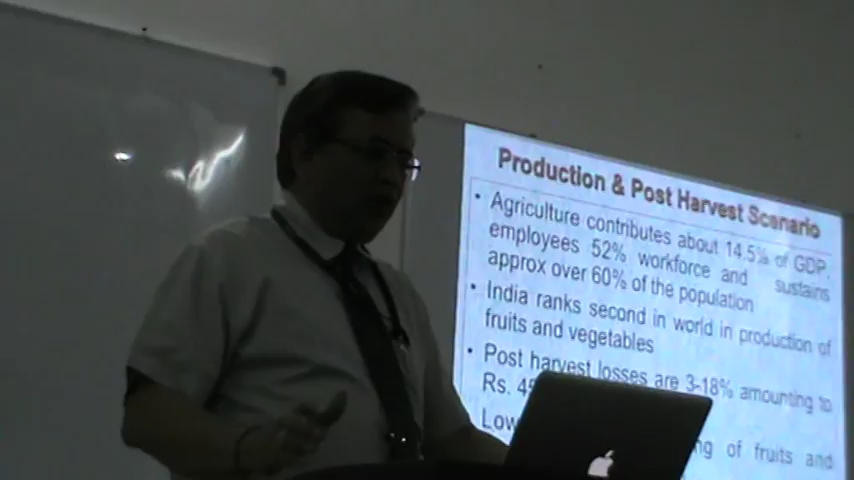 Production & Post Harvest Scenario
• Agriculture contributes about 14.5% of GDP,
employees 52% workforce and sustains
approx over 60% of the population
• India ranks second in world in production of
fruits and vegetables
• Post harvest losses are 3-18% amounting to
Rs.
of fruits and